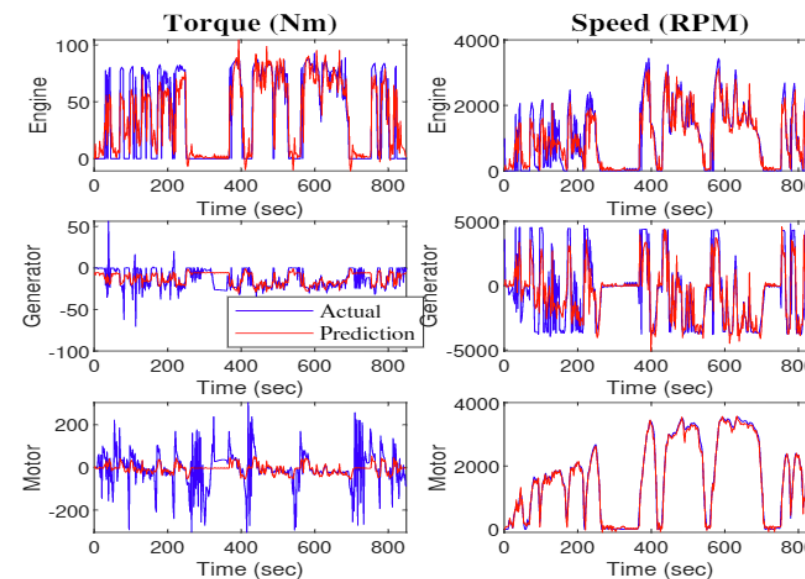 Torque (Nm)
Speed (RPM)
Engine
100
50
0
0 200 400 600 800
Time (sec)
Engine
4000
2000
0
0 200 400 600 800
Time (sec)
Generator
50
0
-50
-100
0 200 400 600 800
Time (sec)
Actual
Prediction
Generator
5000
0
-5000
0 200 400 600 800
Time (sec)
Motor
200
0
-200
0 200 400 600 800
Time (sec)
Motor
4000
2000
0
0 200 400 600 80
Time (sec)